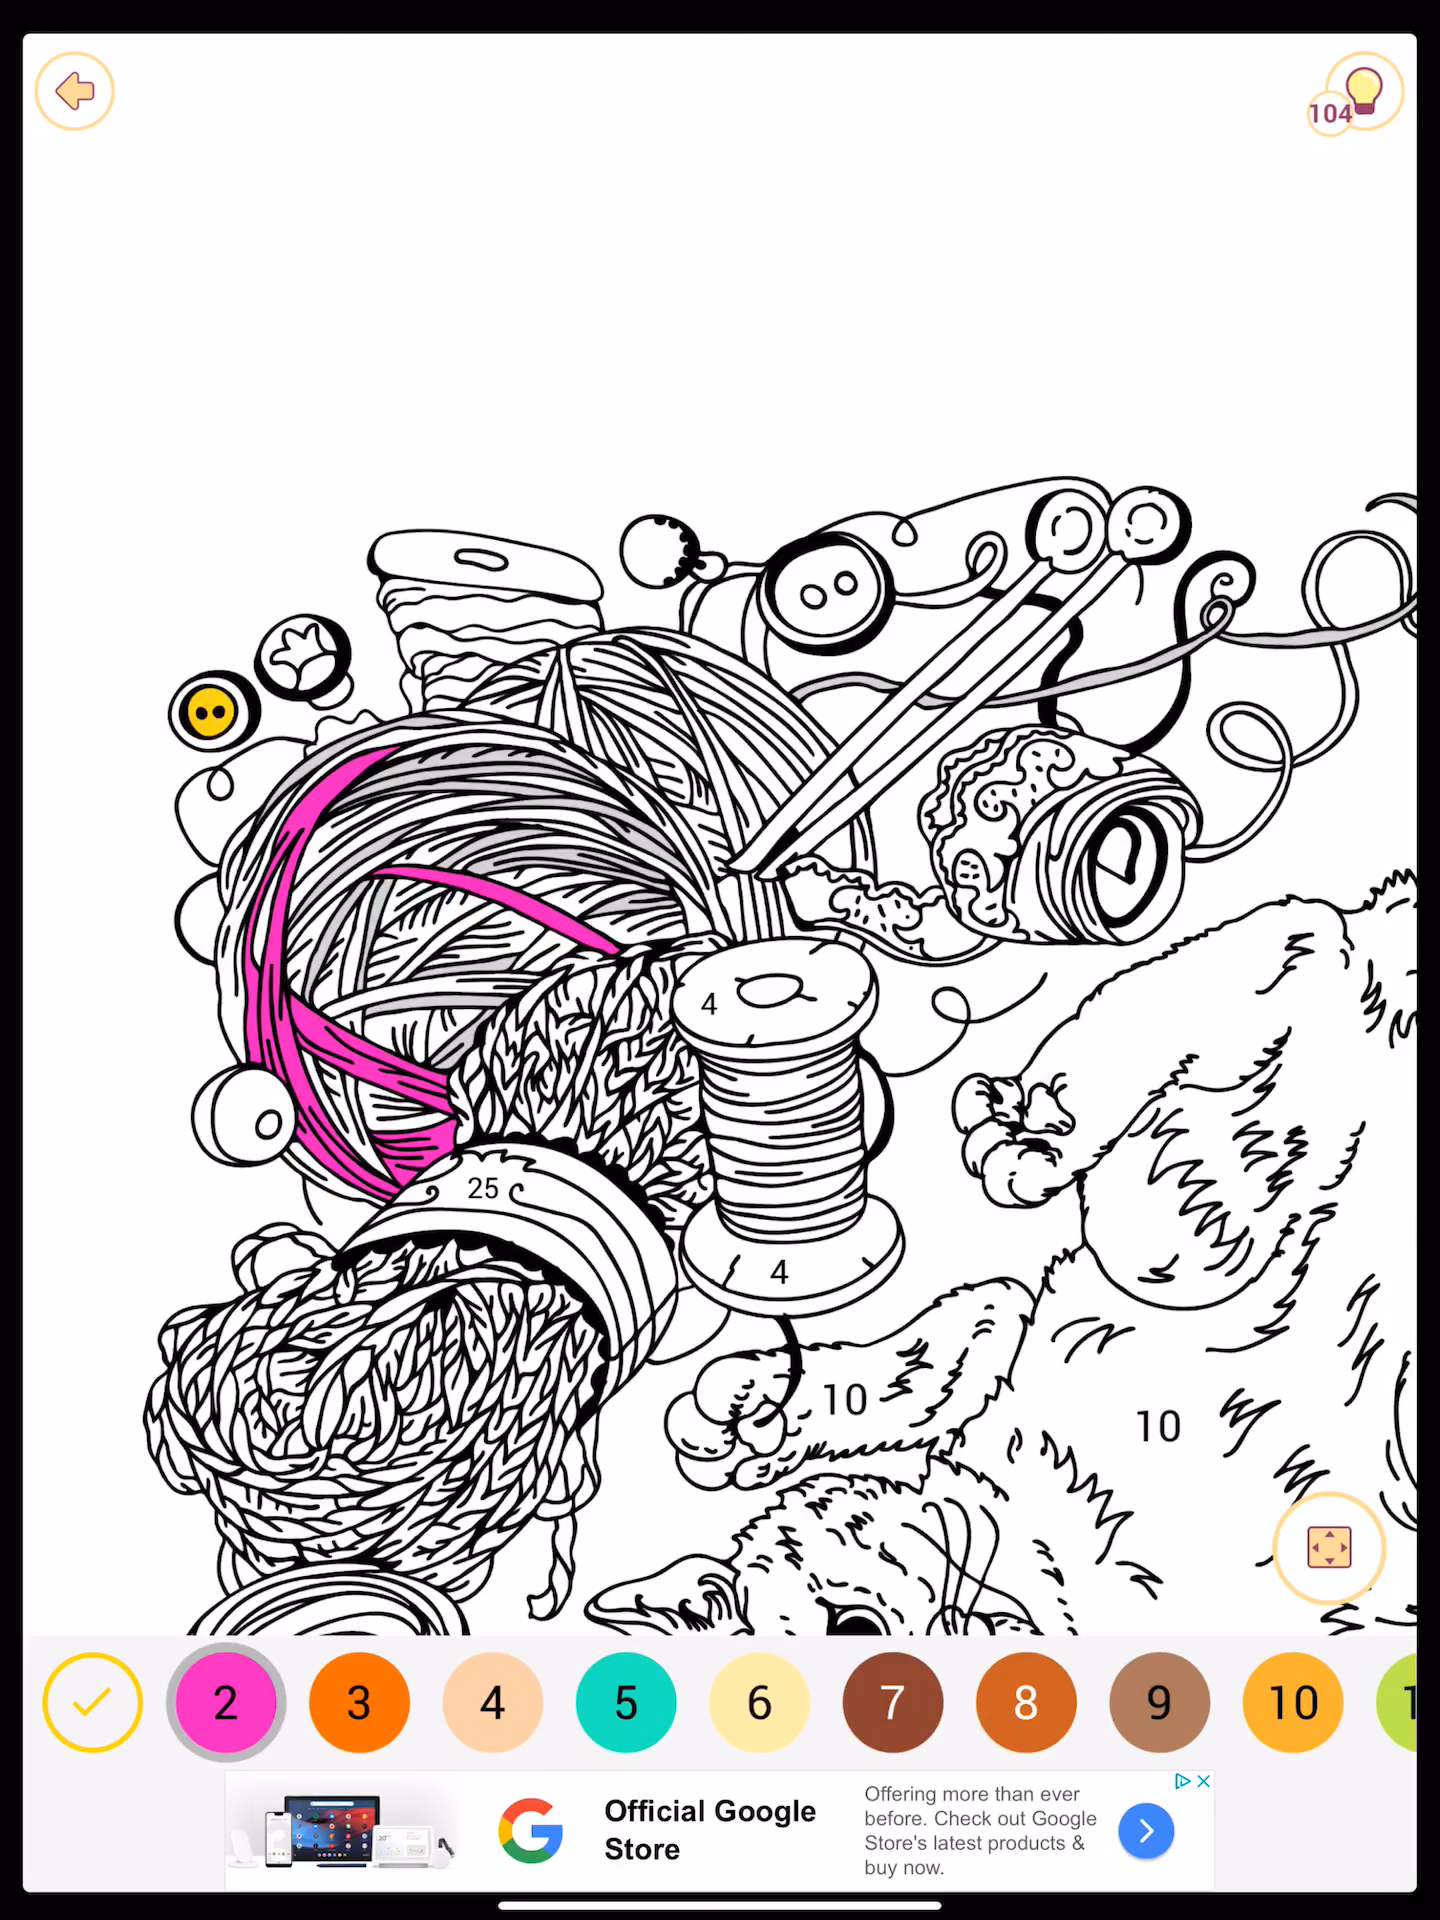 104
4
25
4
10
10
2 3 4 5 6 7 8 9 10
Official Google
Store
Offering more than ever
before. Check out Google
Store's latest products &
buy now.